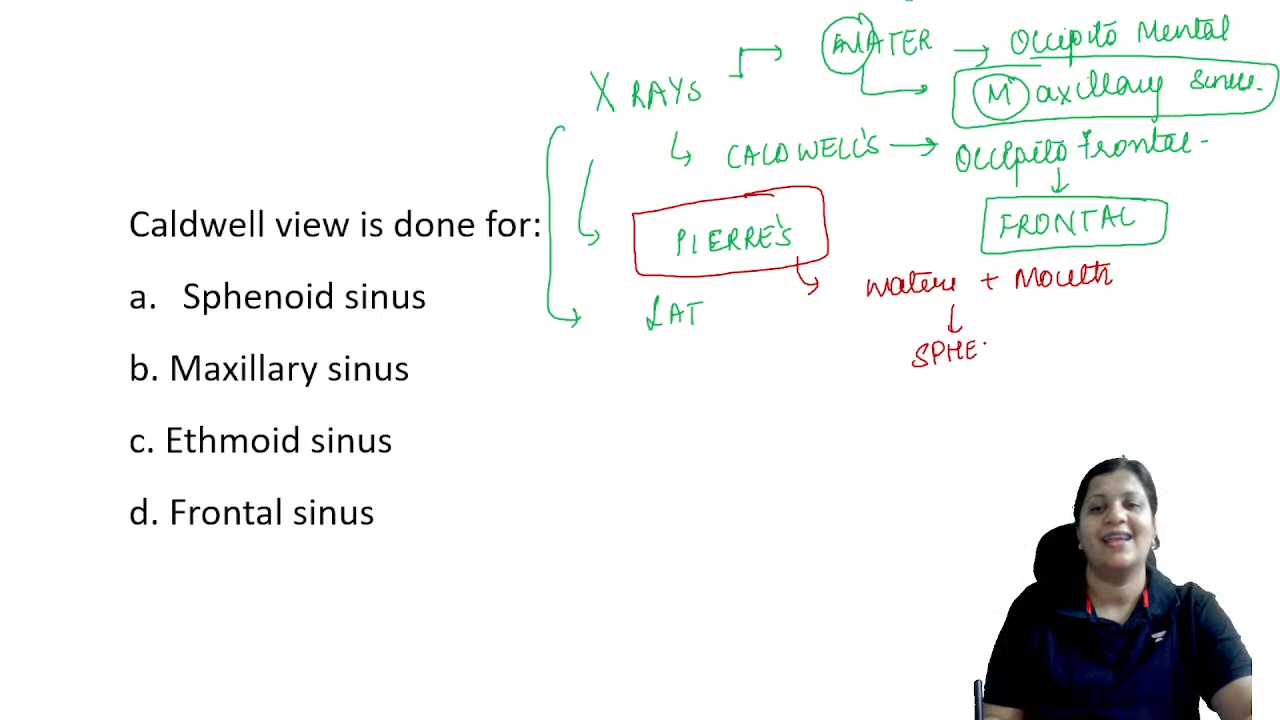 WATER → Occipito Mental
X RAYS
Maxillary sinus.
CALDWELL'S → Occipito frontal
Caldwell view is done for:
PIERRE'S
FRONTAL
waters + Mouth
a. Sphenoid sinus
LAT
SPHE
b. Maxillary sinus
c. Ethmoid sinus
d. Frontal sinus